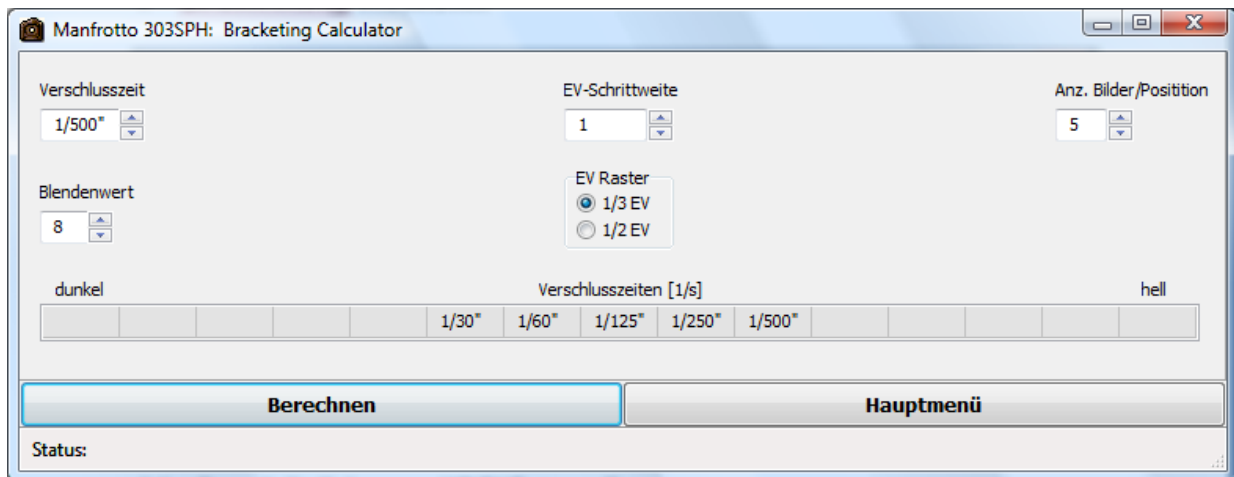 Manfrotto 303SPH: Bracketing Calculator
Verschlusszeit EV-Schrittweite Anz. Bilder/Positition
1/500" 1 5
Blendenwert EV Raster
8 1/3 EV
1/2 EV
dunkel Verschlusszeiten [1/s] hell
1/30" 1/60" 1/125" 1/250" 1/500"
Berechnen Hauptmenü
Status: